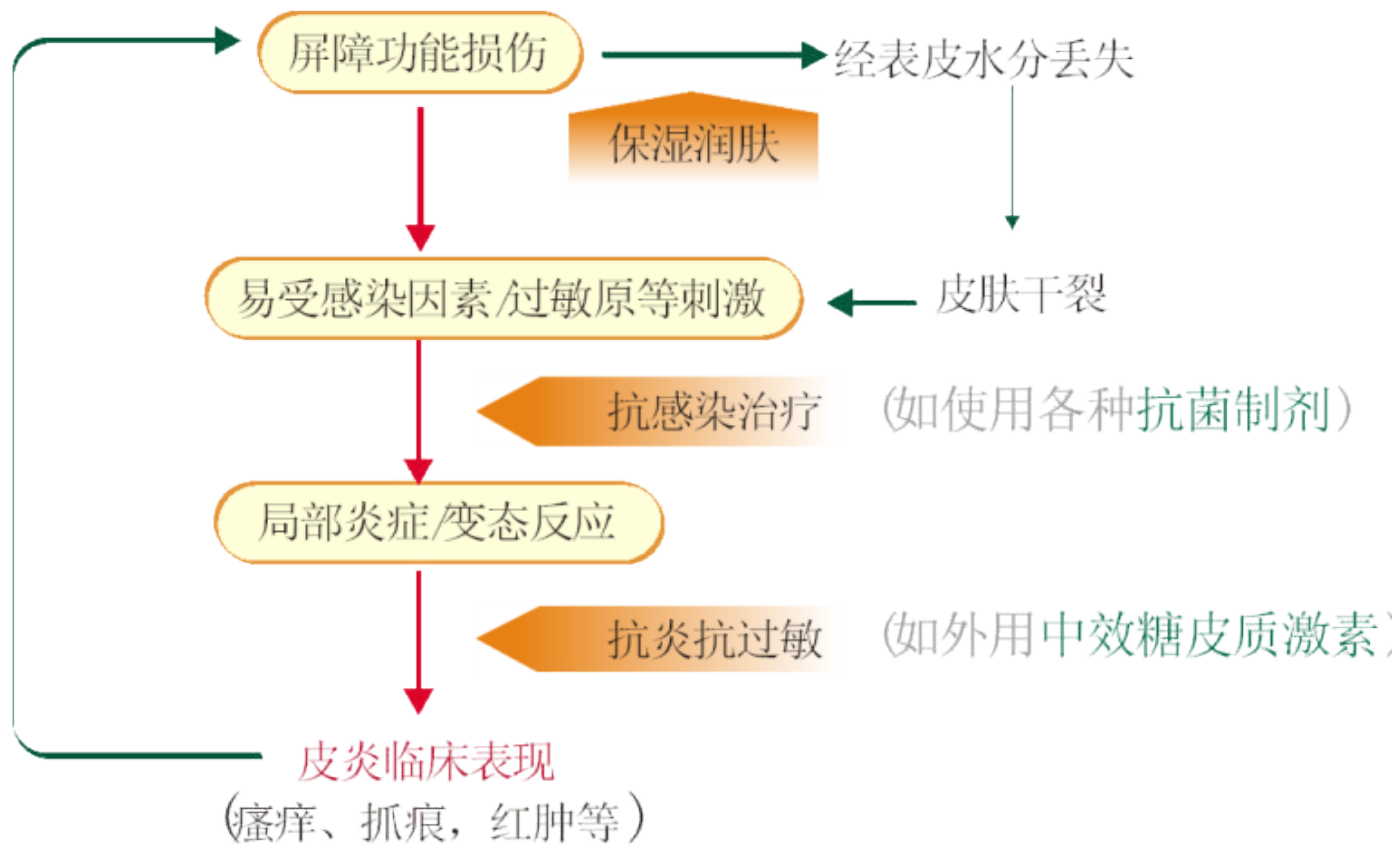 屏障功能损伤
经表皮水分丢失
保湿润肤
易受感染因素/过敏原等刺激
皮肤干裂
抗感染治疗
(如使用各种抗菌制剂)
局部炎症/变态反应
抗炎抗过敏
(如外用中效糖皮质激素)
皮炎临床表现
(瘙痒、抓痕，红肿等)